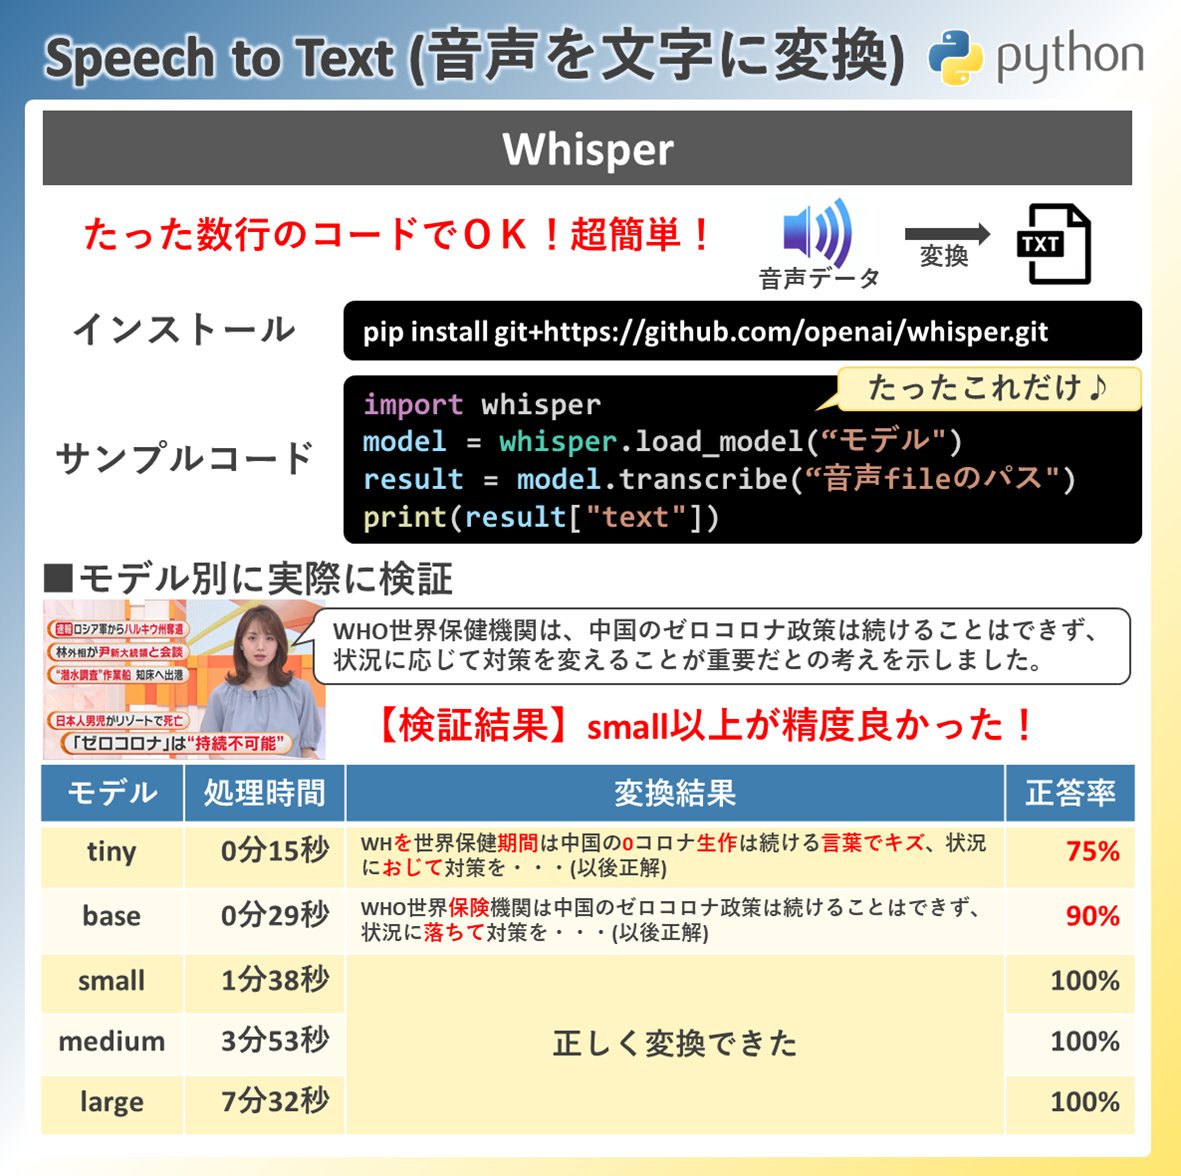 Speech to Text (音声を文字に変換)
python
Whisper
たった数行のコードでOK！超簡単！
音声データ
変換
TXT
インストール
pip install git+https://github.com/openai/whisper.git
サンプルコード
たったこれだけ♪
import whisper
model = whisper.load_model(“モデル")
result = model.transcribe(“音声fileのパス")
print(result["text"])
■モデル別に実際に検証
速報 ロシア軍からハルキウ州奪還
林外相が尹新大統領と会談
“潜水調査”作業船 知床へ出港
日本人男児がリゾートで死亡
「ゼロコロナ」は“持続不可能”
WHO世界保健機関は、中国のゼロコロナ政策は続けることはできず、
状況に応じて対策を変えることが重要だとの考えを示しました。
【検証結果】small以上が精度良かった！
モデル 処理時間 変換結果 正答率
tiny 0分15秒 WHを世界保健期間は中国の0コロナ生作は続ける言葉でキズ、状況
におじて対策を・・・(以後正解) 75%
base 0分29秒 WHO世界保険機関は中国のゼロコロナ政策は続けることはできず、
状況に落ちて対策を・・・(以後正解) 90%
small 1分38秒 100%
medium 3分53秒 正しく変換できた 100%
large 7分32秒 100%